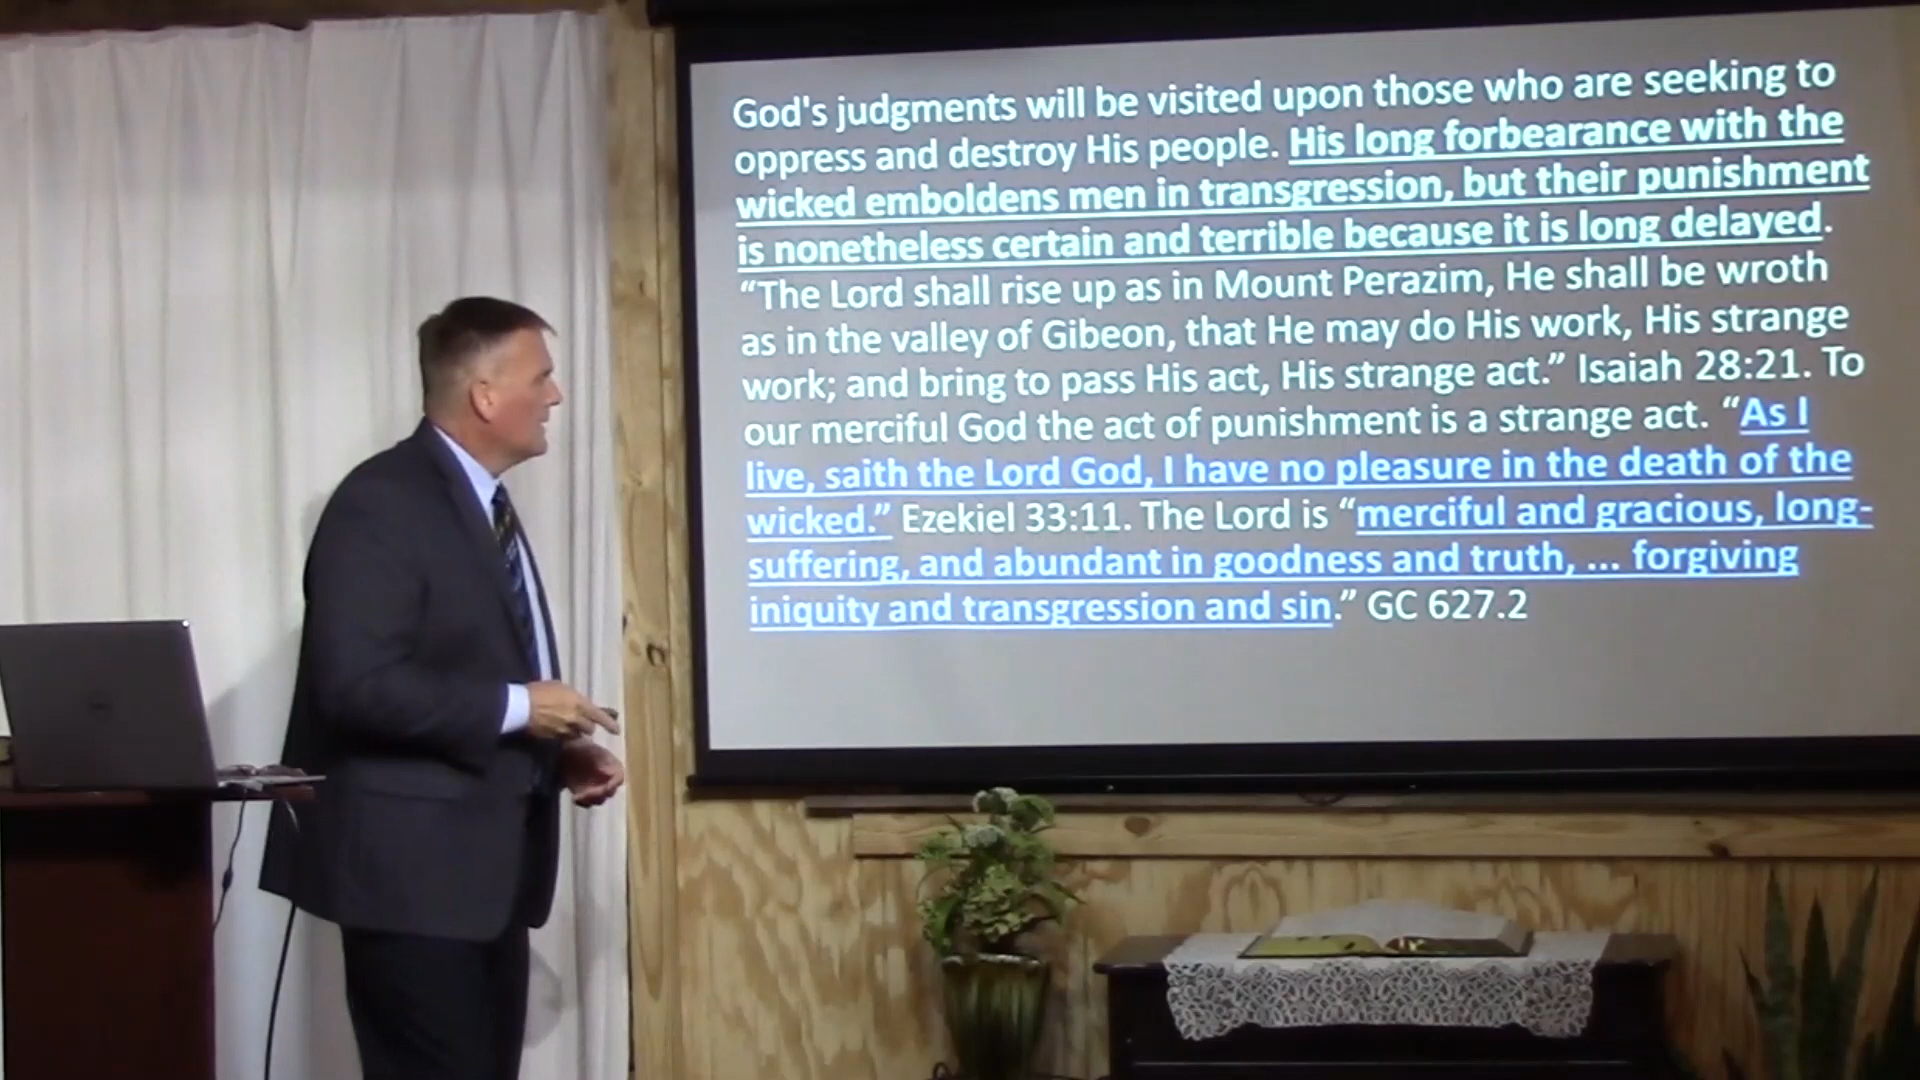 God's judgments will be visited upon those who are seeking to
oppress and destroy His people. His long forbearance with the
wicked emboldens men in transgression, but their punishment
is nonetheless certain and terrible because it is long delayed.
“The Lord shall rise up as in Mount Perazim, He shall be wroth
as in the valley of Gibeon, that He may do His work, His strange
work; and bring to pass His act, His strange act.” Isaiah 28:21. To
our merciful God the act of punishment is a strange act. “As I
live, saith the Lord God, I have no pleasure in the death of the
wicked.” Ezekiel 33:11. The Lord is “merciful and gracious, long-
suffering, and abundant in goodness and truth, ... forgiving
iniquity and transgression and sin.” GC 627.2